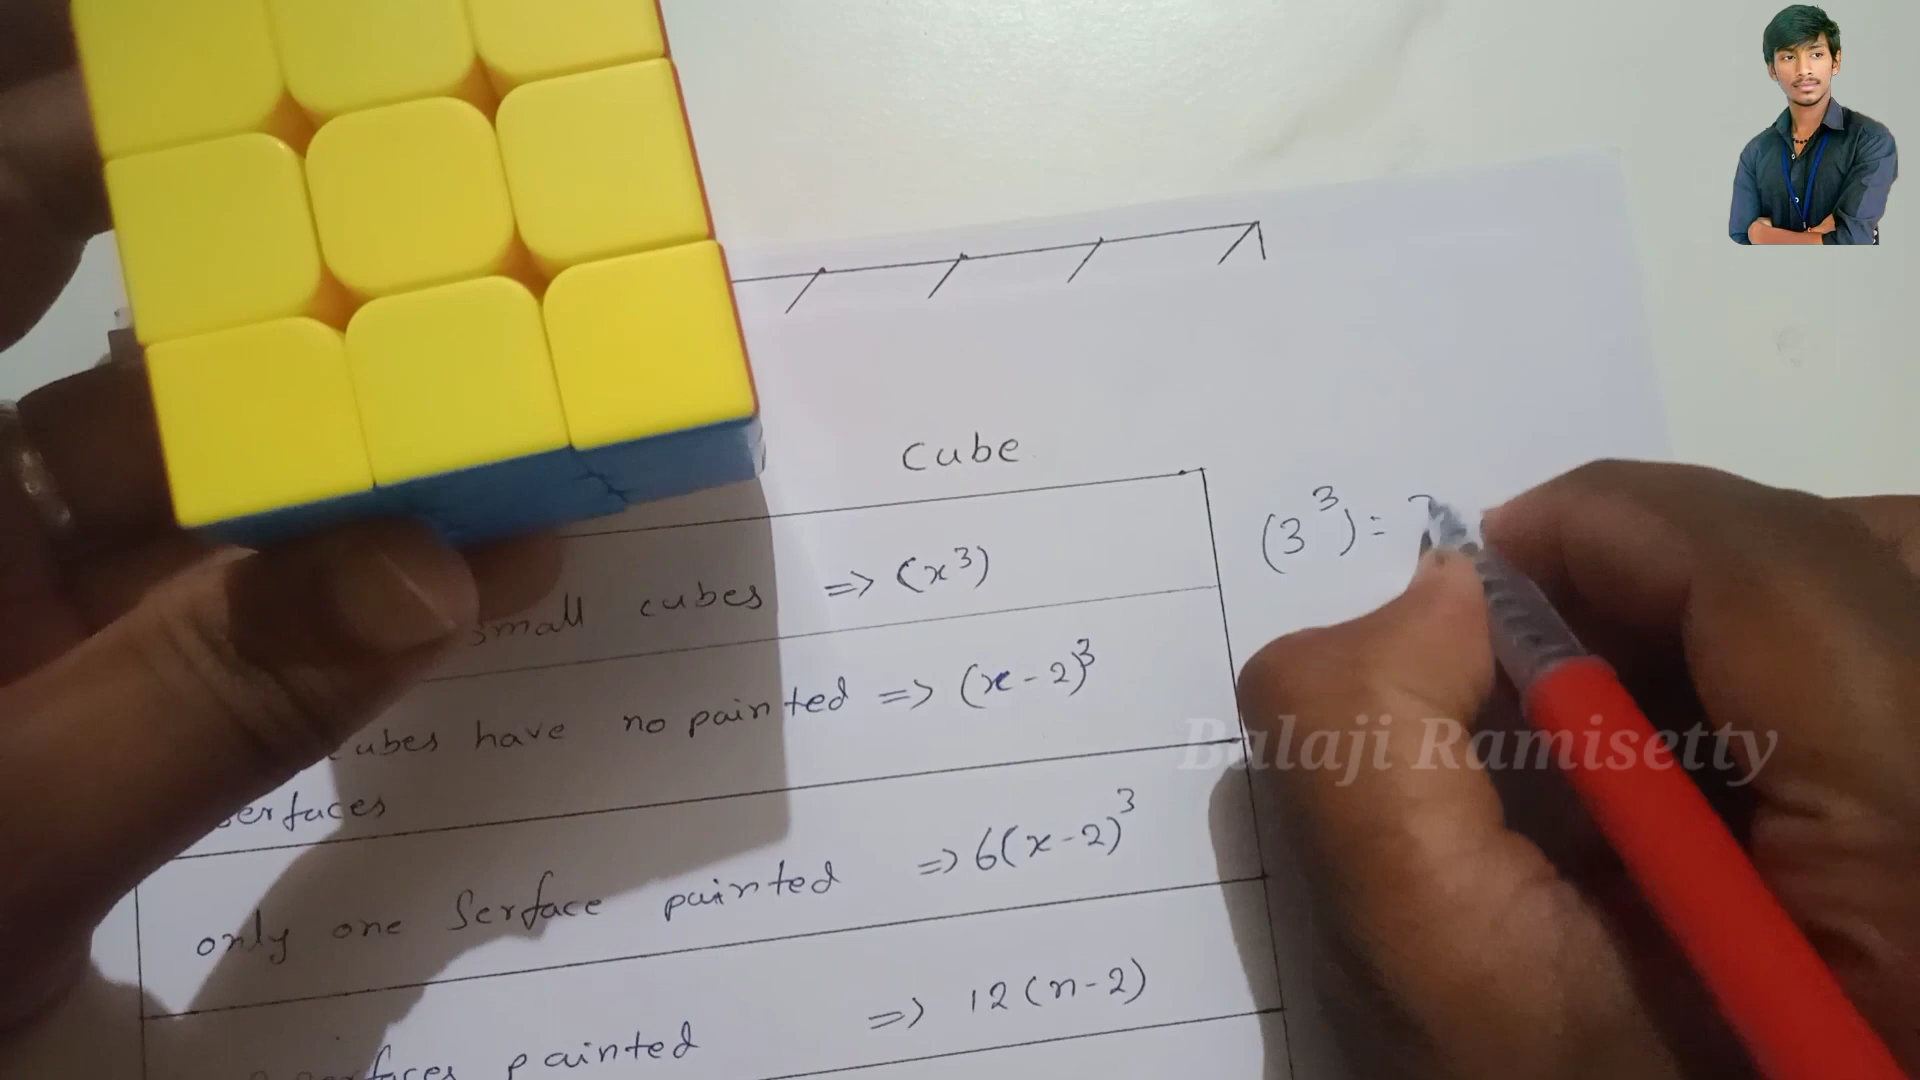 cube
small cubes => (x³)
(3³) =
cubes have no painted => (x-2)³
serfaces
Balaji Ramisetty
only one Serface painted => 6(x-2)³
painted => 12(n-2)